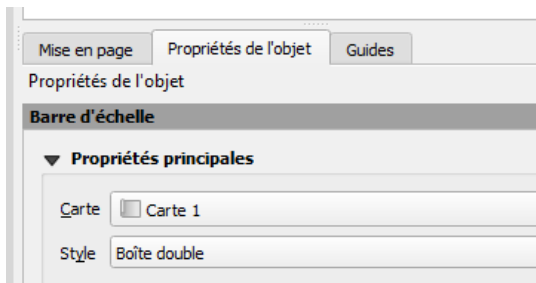 Mise en page Propriétés de l'objet Guides
Propriétés de l'objet
Barre d'échelle
Propriétés principales
Carte Carte 1
Style Boîte double